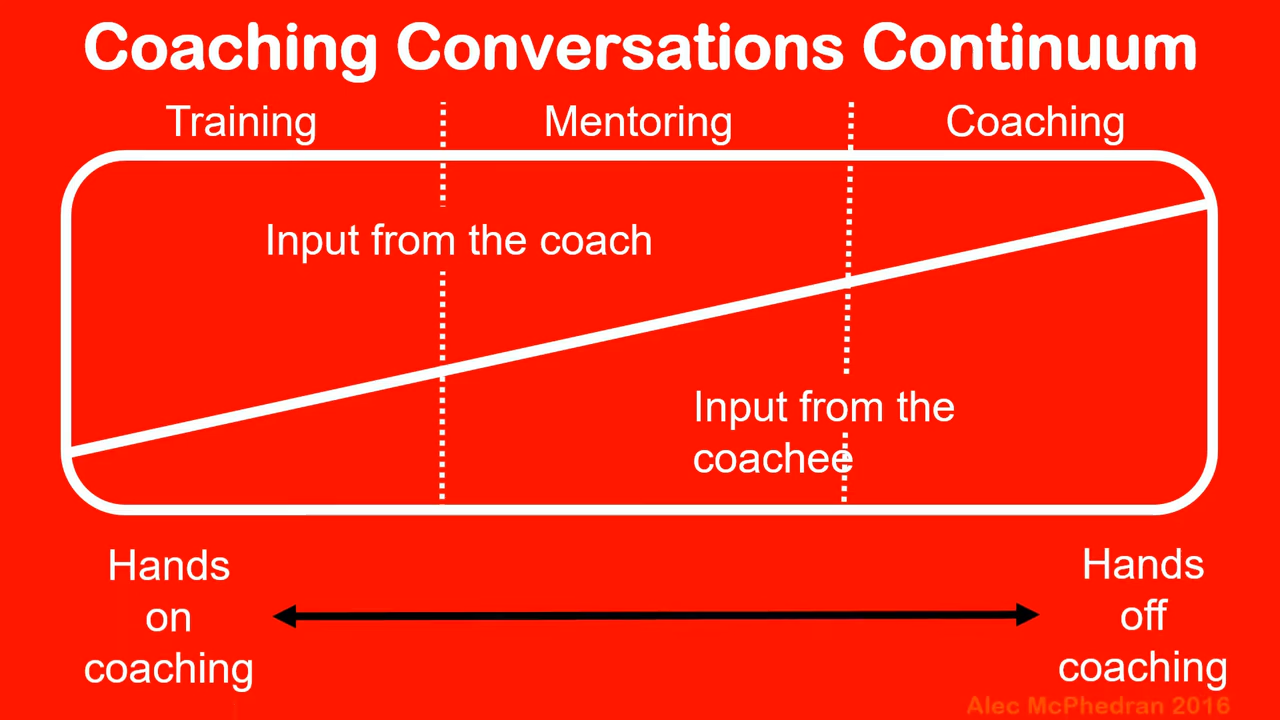 Coaching Conversations Continuum
Training
Mentoring
Coaching
Input from the coach
Input from the
coachee
Hands
on
coaching
Hands
off
coaching
Alec McPhedran 2016